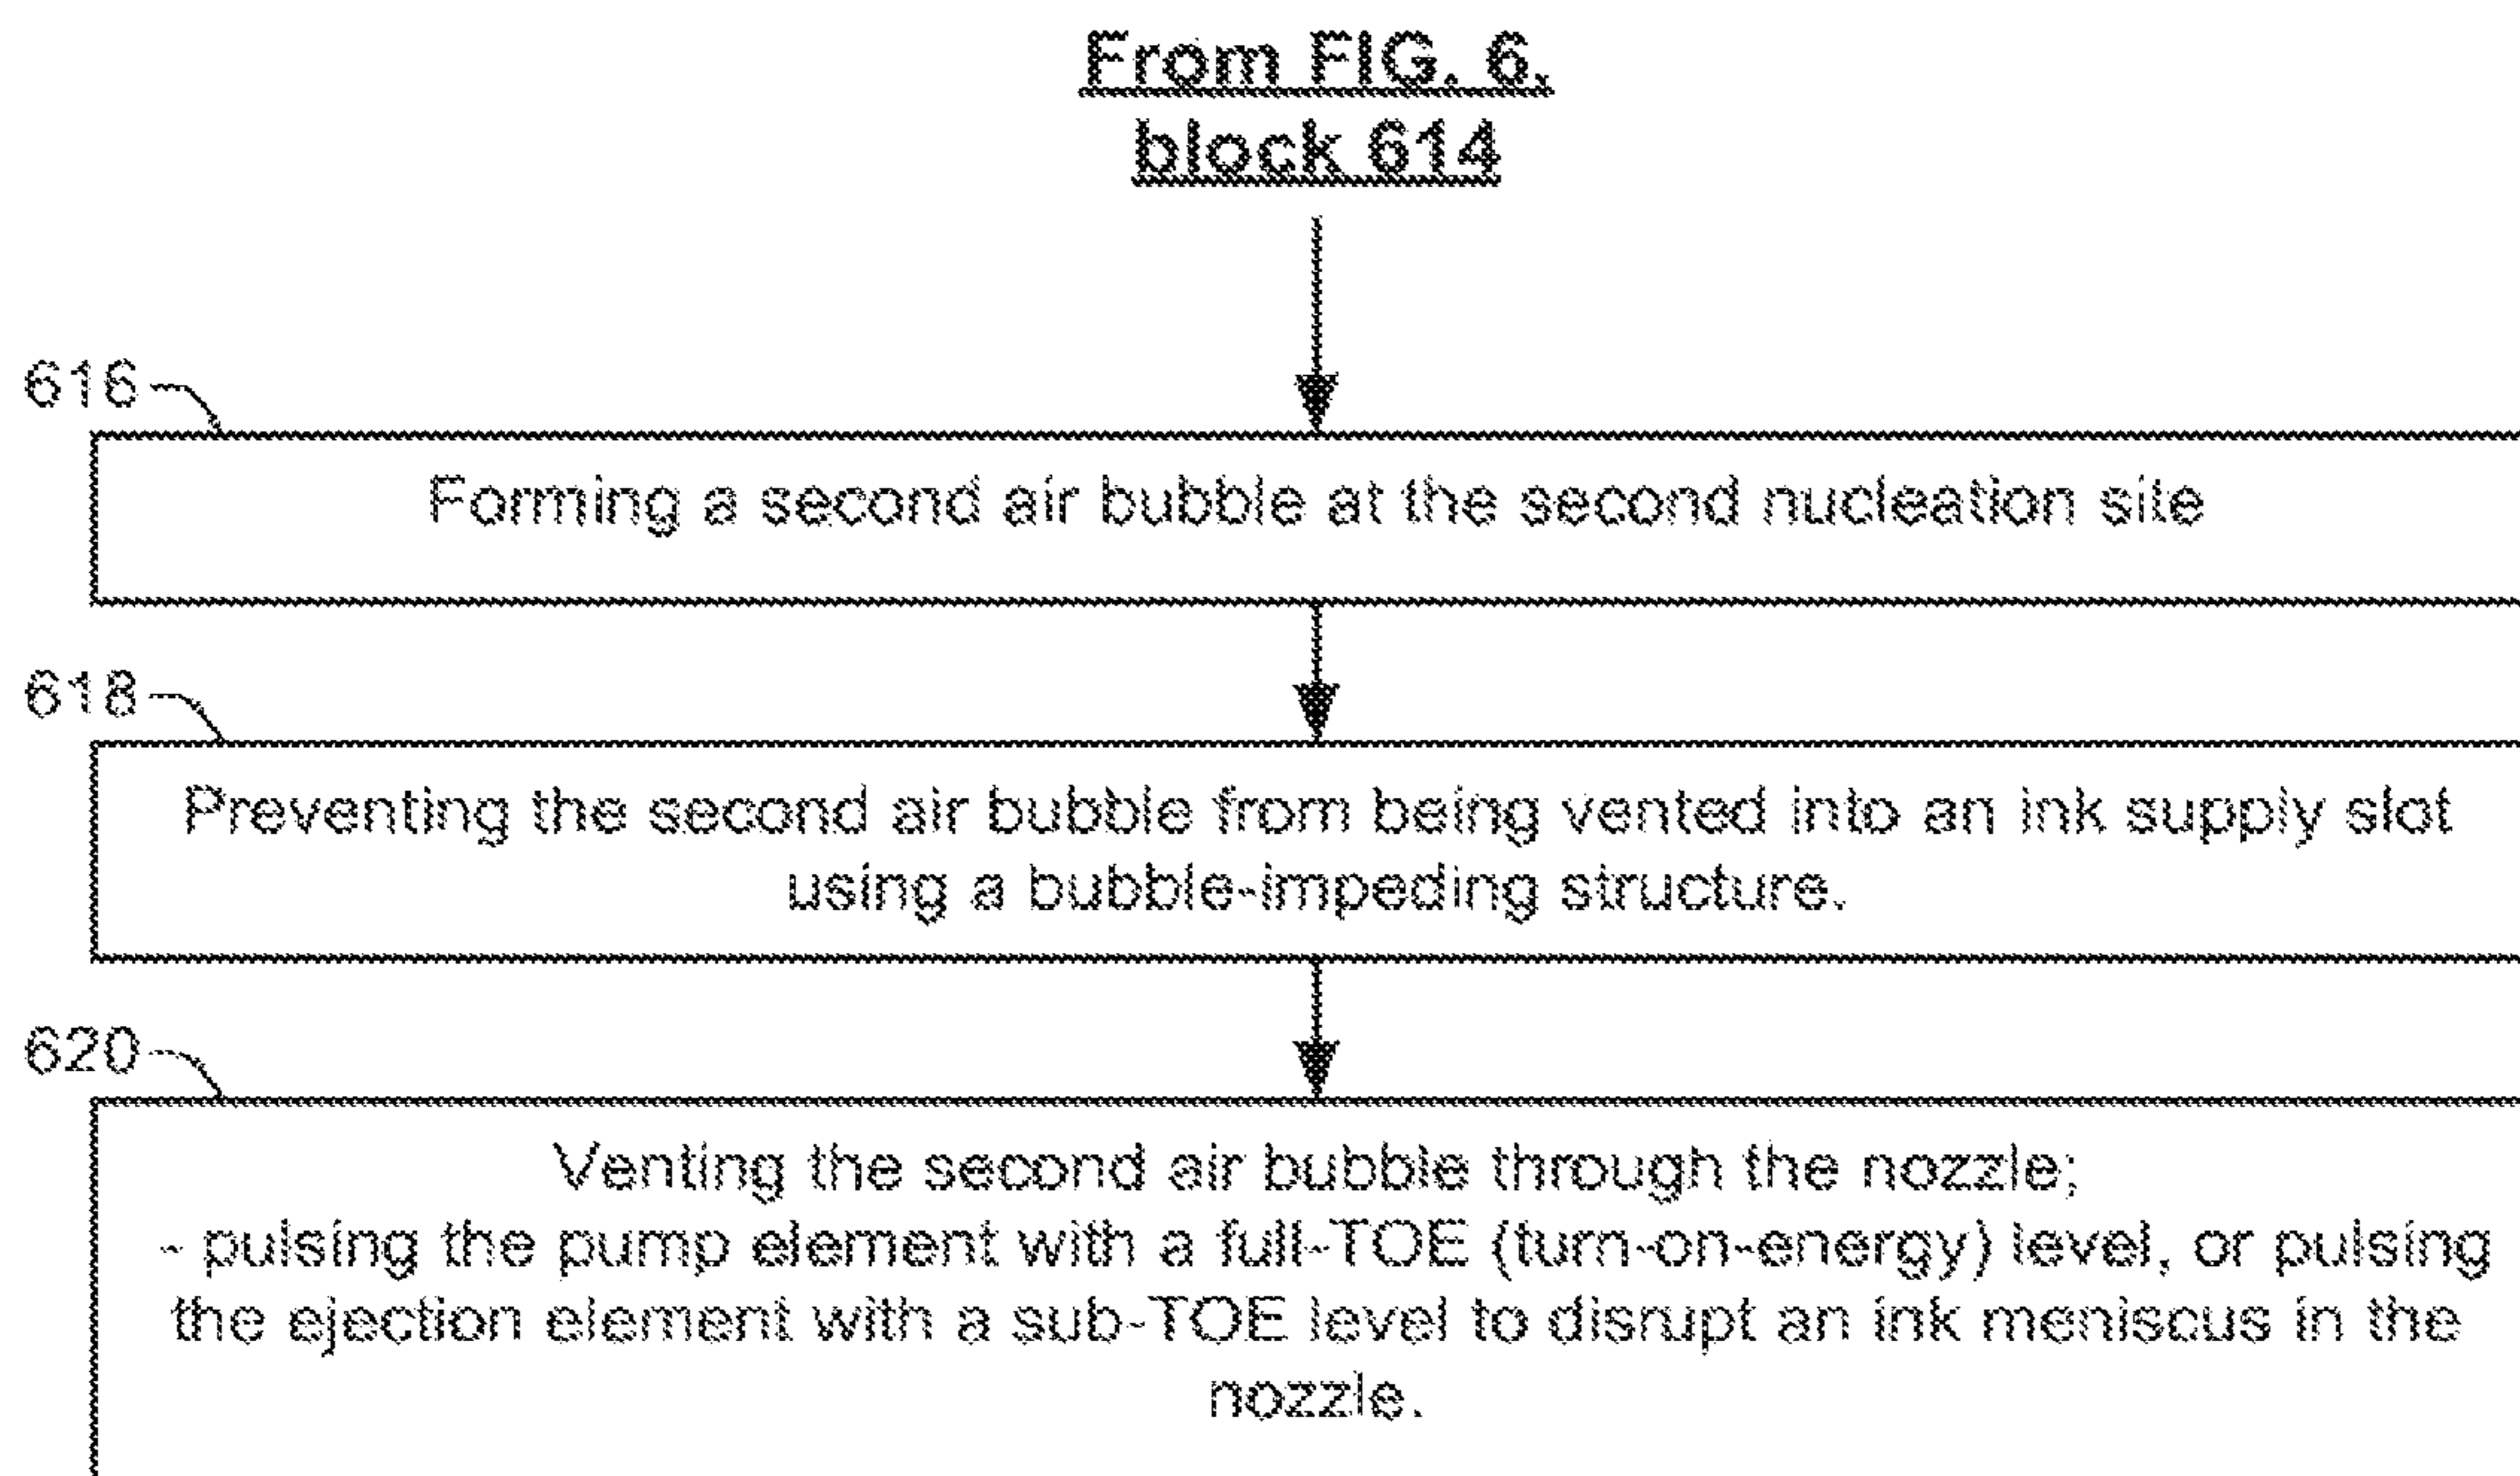 From FIG. 6.
block 614
616
Forming a second air bubble at the second nucleation site
618
Preventing the second air bubble from being vented into an ink supply slot
using a bubble-impeding structure.
620
Venting the second air bubble through the nozzle;
- pulsing the pump element with a full-TOE (turn-on-energy) level, or pulsing
the ejection element with a sub-TOE level to disrupt an ink meniscus in the
nozzle.